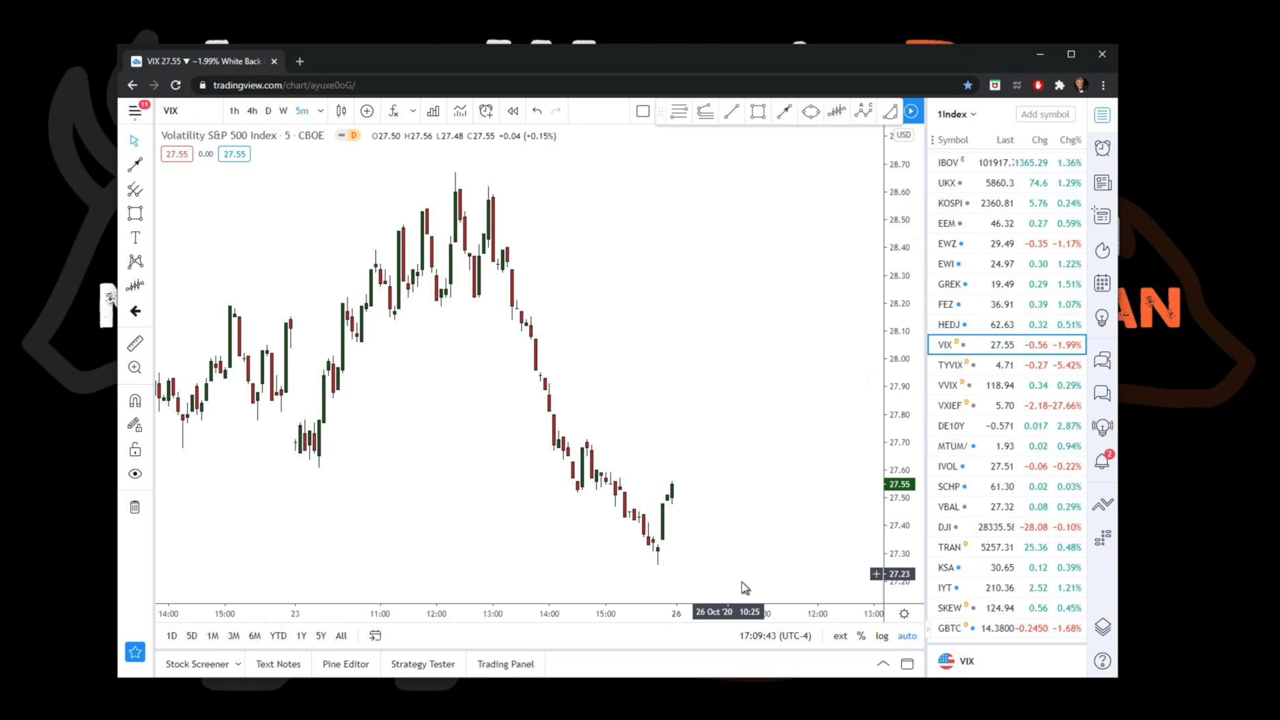 VIX 27.55 ▼ −1.99% White Back
tradingview.com/chart/ayuxe0oG/
11
VIX 1h 4h D W 5m
Volatility S&P 500 Index · 5 · CBOE D O27.50 H27.56 L27.48 C27.55 +0.04 (+0.15%)
27.55 0.00 27.55
USD
28.70
28.60
28.50
28.40
28.30
28.20
28.10
28.00
27.90
27.80
27.70
27.60
27.55
27.50
27.40
27.30
27.23
27.20
14:00 15:00 23 11:00 12:00 13:00 14:00 15:00 26 26 Oct '20 10:25 12:00 13:00
1D 5D 1M 3M 6M YTD 1Y 5Y All 17:09:43 (UTC-4) ext % log auto
Stock Screener Text Notes Pine Editor Strategy Tester Trading Panel
1Index Add symbol
Symbol Last Chg Chg%
IBOV E 101917. 1365.29 1.36%
UKX 5860.3 74.6 1.29%
KOSPI 2360.81 5.76 0.24%
EEM 46.32 0.27 0.59%
EWZ 29.49 −0.35 −1.17%
EWI 24.97 0.30 1.22%
GREK 19.49 0.29 1.51%
FEZ 36.91 0.39 1.07%
HEDJ 62.63 0.32 0.51%
VIX D 27.55 −0.56 −1.99%
TYVIX D 4.71 −0.27 −5.42%
VVIX D 118.94 0.34 0.29%
VXIEF D 5.70 −2.18 −27.66%
DE10Y −0.571 0.017 2.87%
MTUM/ 1.93 0.02 0.94%
IVOL 27.51 −0.06 −0.22%
SCHP 61.30 0.02 0.03%
VBAL 27.32 0.08 0.29%
DJI 28335.5 −28.08 −0.10%
TRAN D 5257.31 25.36 0.48%
KSA 30.65 0.12 0.39%
IYT 210.36 2.52 1.21%
SKEW D 124.94 0.56 0.45%
GBTC 14.3800 −0.2450 −1.68%
VIX
2
AN